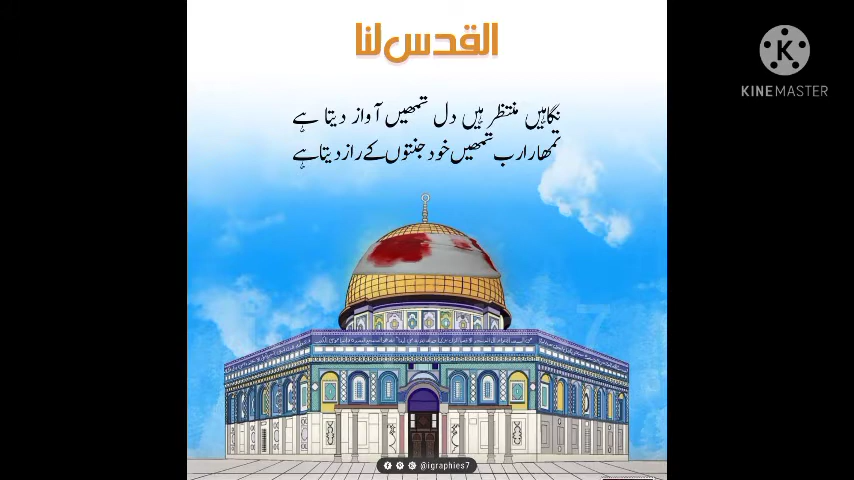 القدس لنا
KINEMASTER
نگاہیں منتظر ہیں دل تمھیں آواز دیتا ہے
تمھارا رب تمھیں خود جنتوں کے راز دیتا ہے
@igraphies7